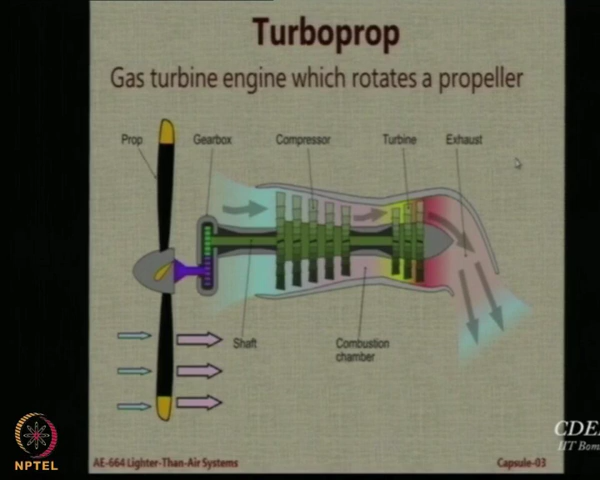 Turboprop
Gas turbine engine which rotates a propeller
Prop
Gearbox
Compressor
Turbine
Exhaust
Shaft
Combustion
chamber
NPTEL
AE-664 Lighter-Than-Air Systems
Capsule-03
IIT Bom